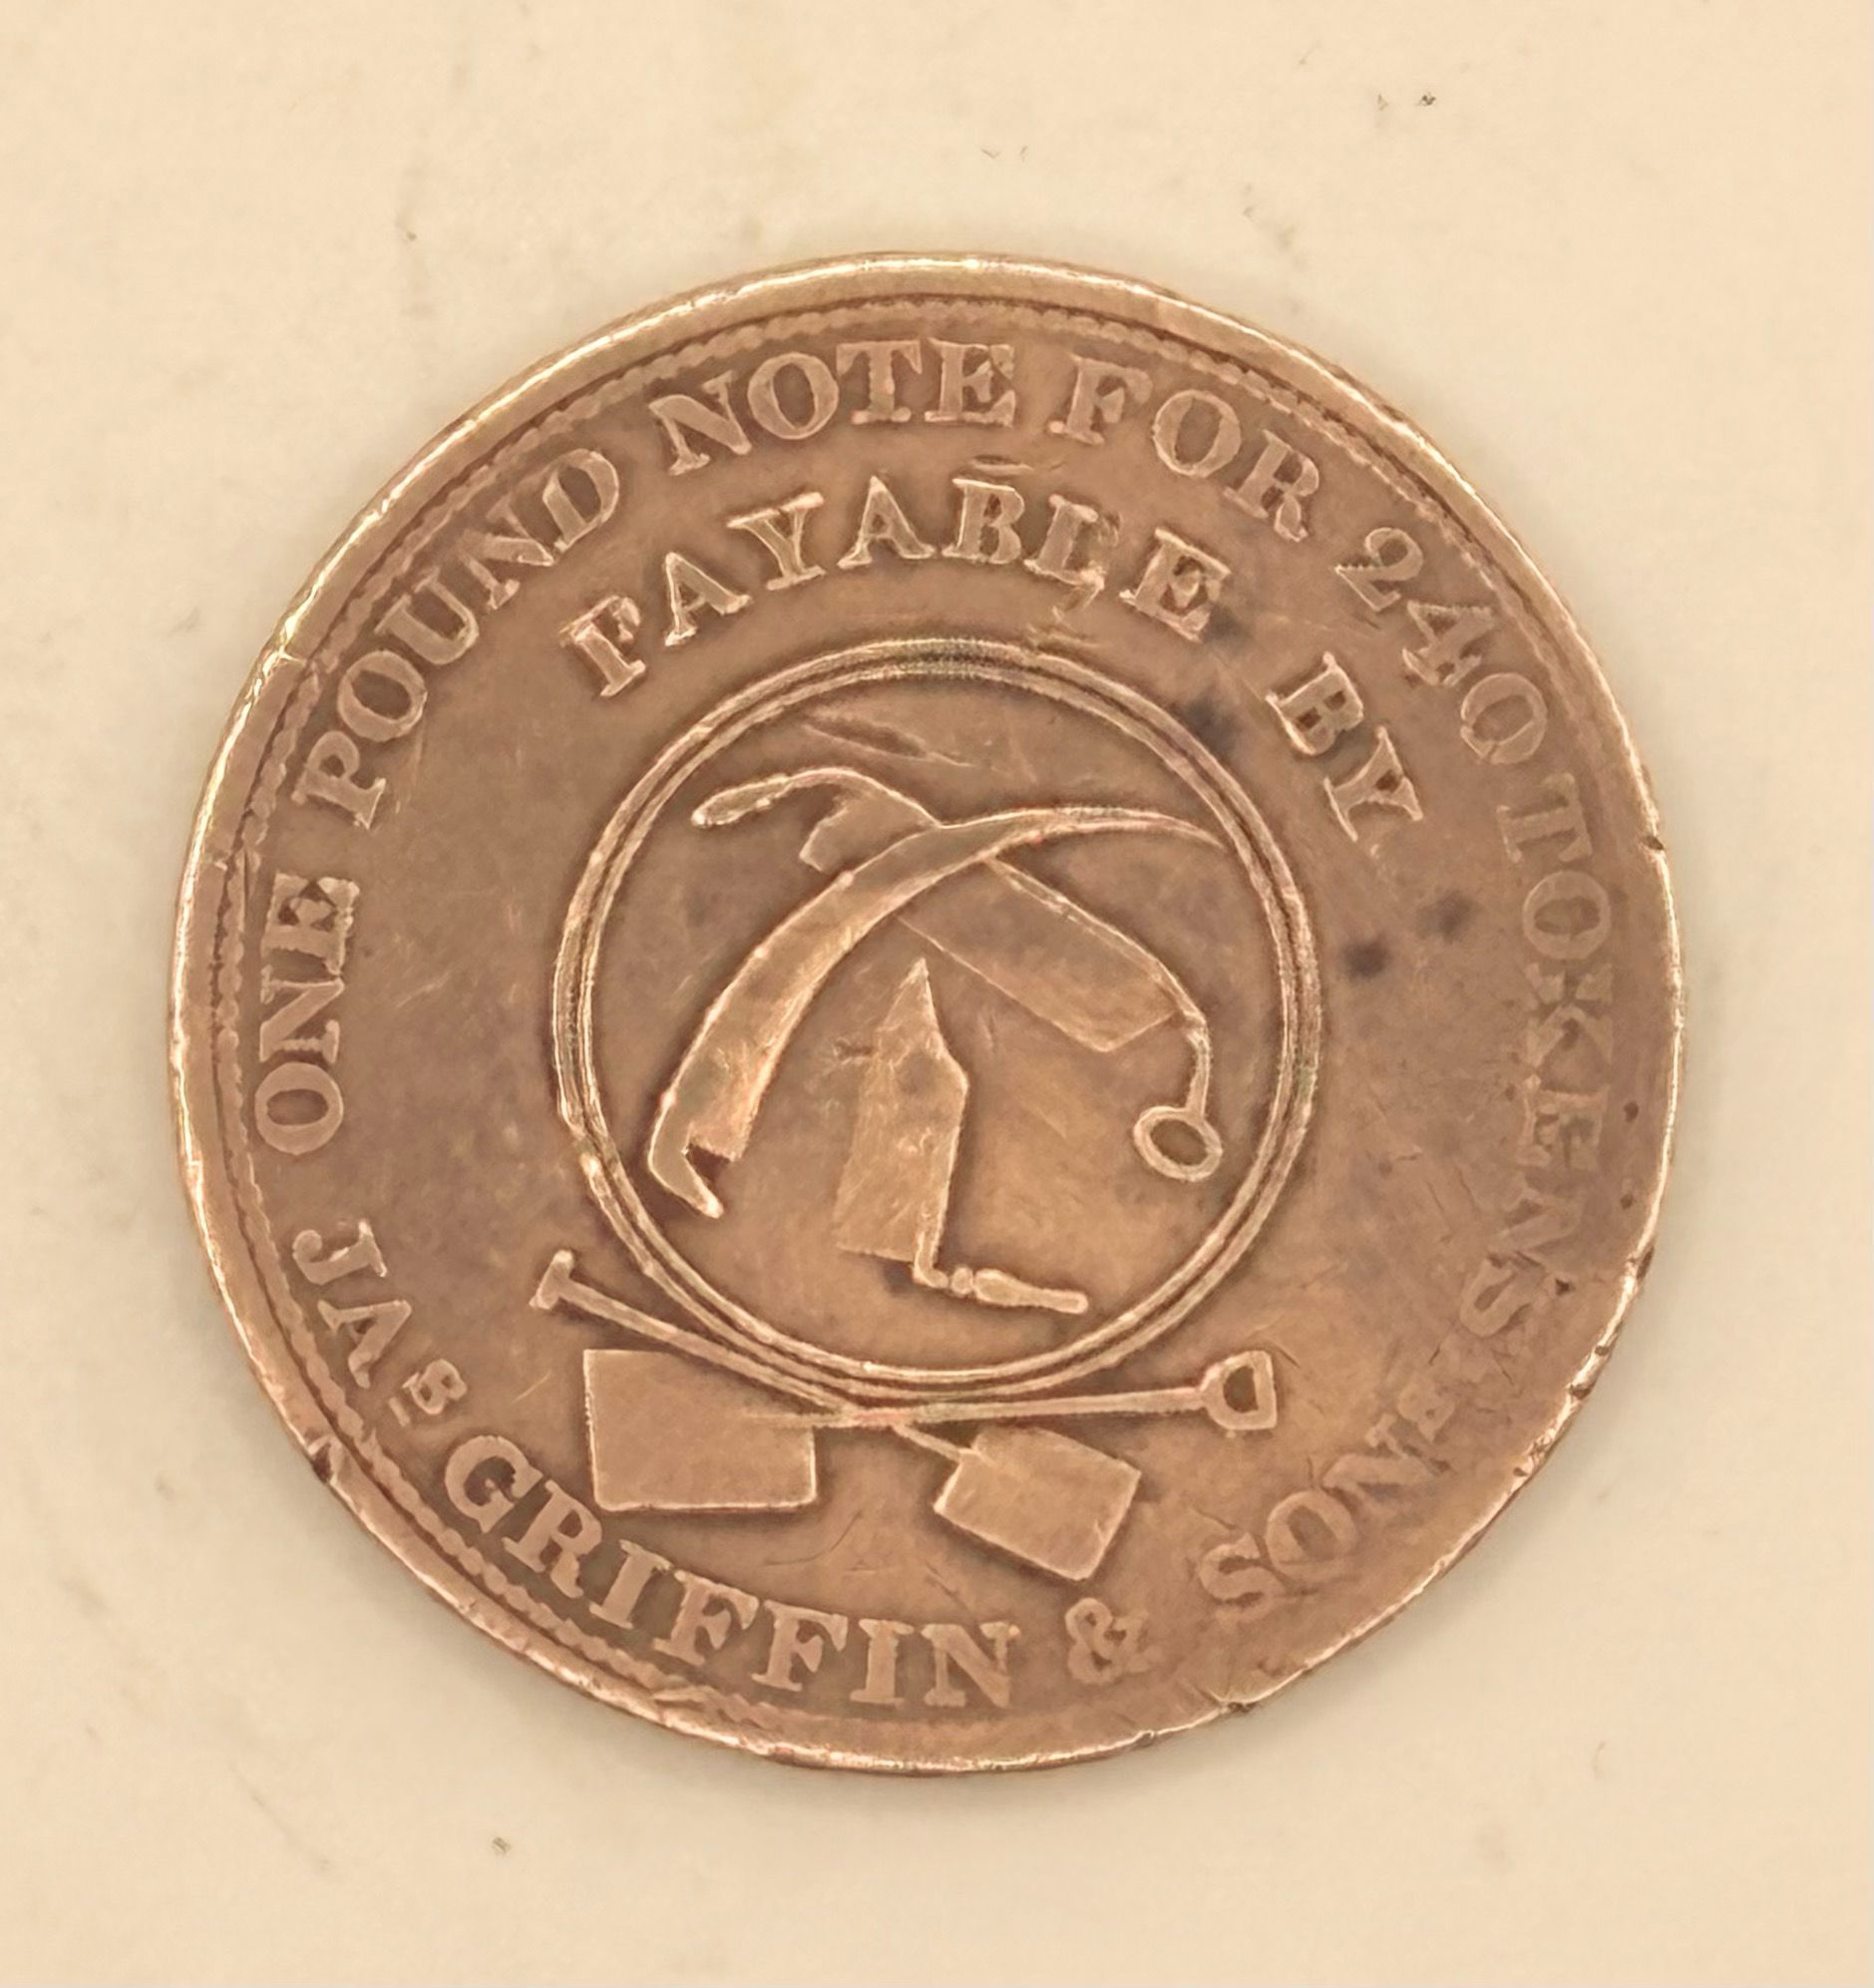 ONE POUND NOTE FOR 240 TOKENS
PAYABLE BY
JAˢ GRIFFIN & SONS